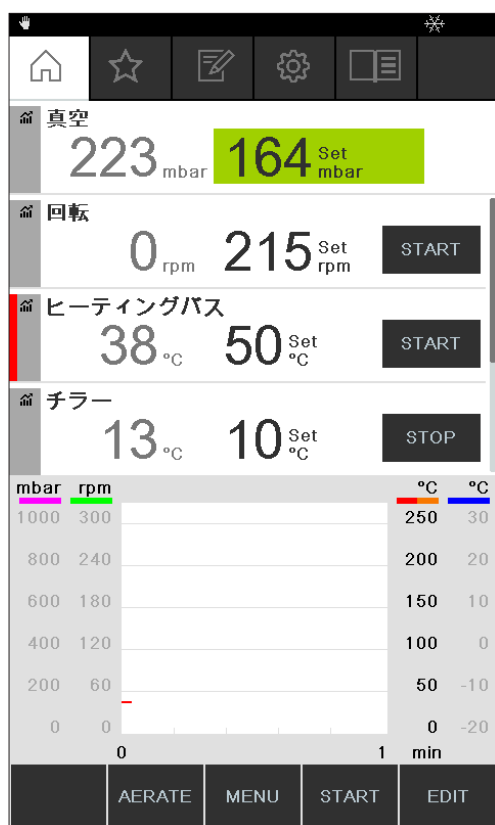 真空
223 mbar 164 Set mbar
回転
0 rpm 215 Set rpm START
ヒーティングバス
38 °C 50 Set °C START
チラー
13 °C 10 Set °C STOP
mbar rpm °C °C
1000 300 250 30
800 240 200 20
600 180 150 10
400 120 100 0
200 60 50 -10
0 0 0 -20
0 1 min
AERATE MENU START EDIT